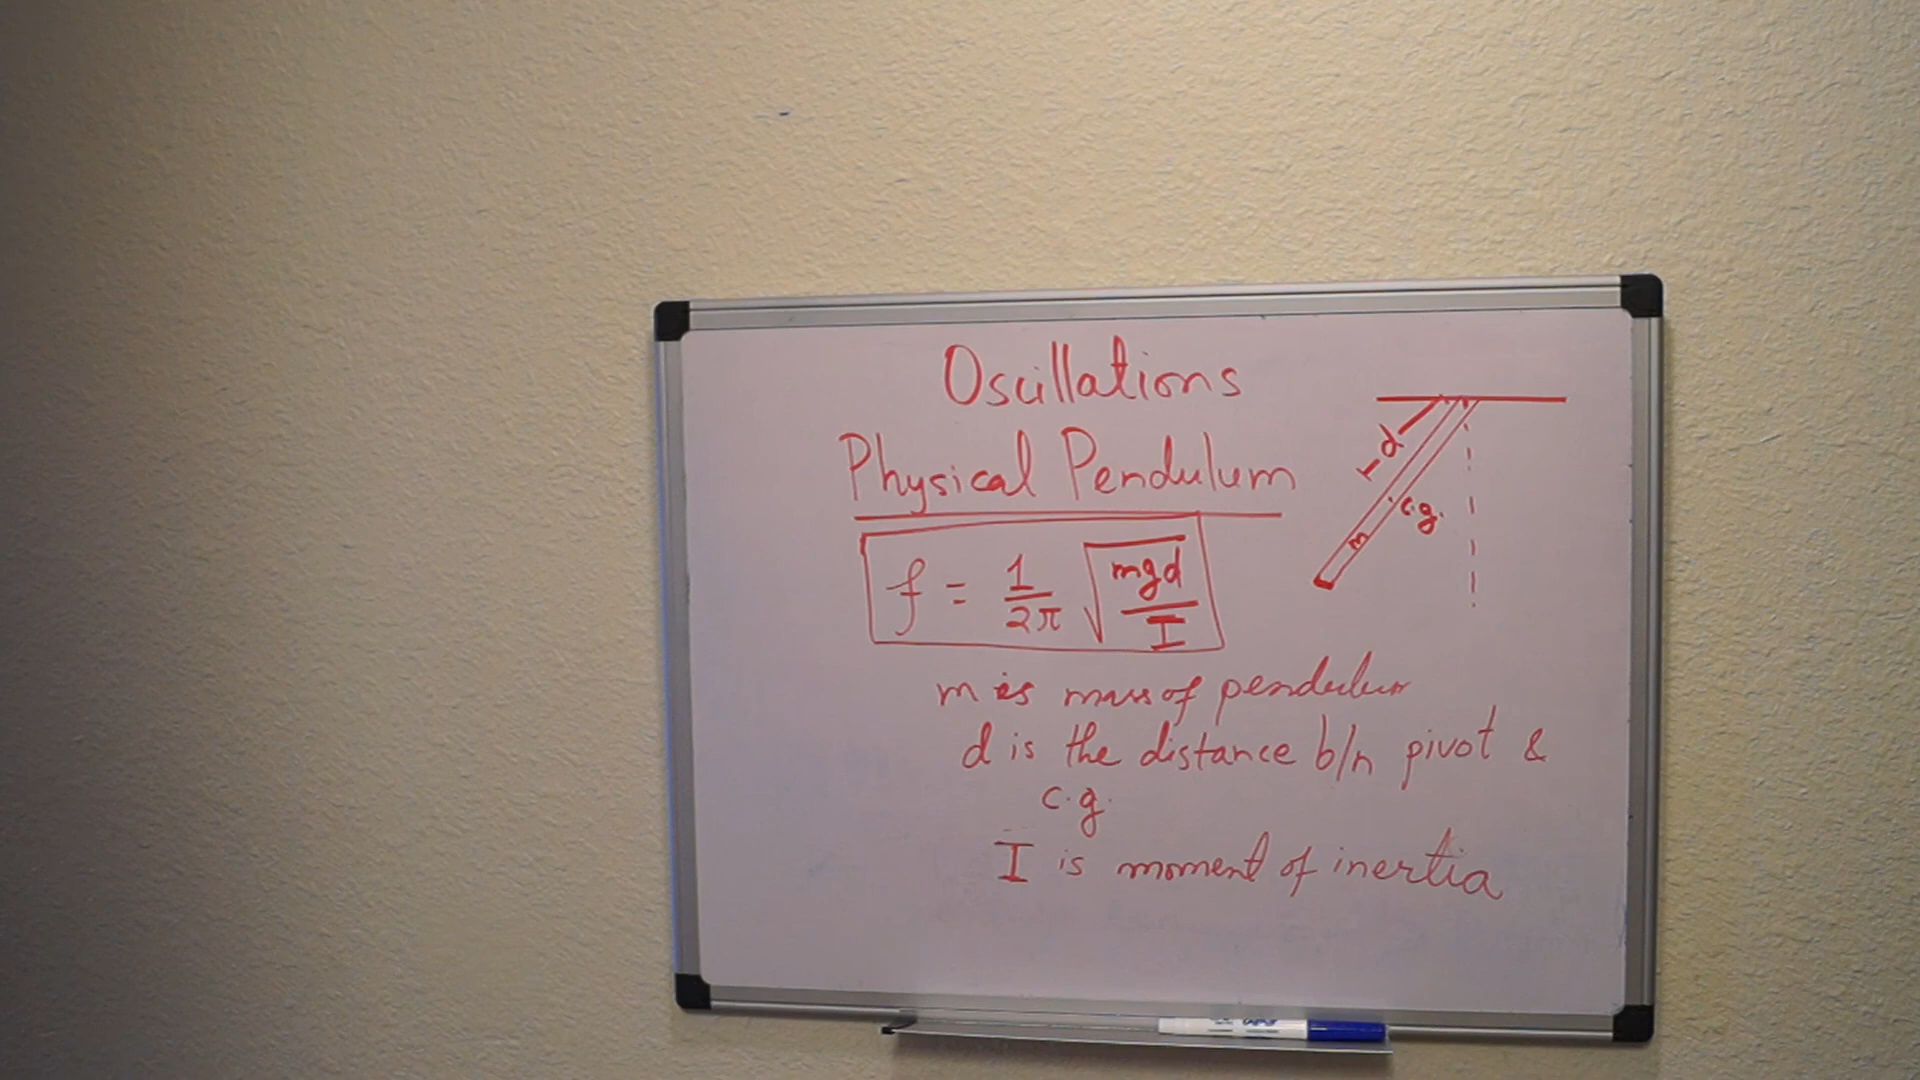 Oscillations
Physical Pendulum
f = 1/2π √mgd/I
d
c.g.
m
m is mass of pendulum
d is the distance b/n pivot &
c.g.
I is moment of inertia